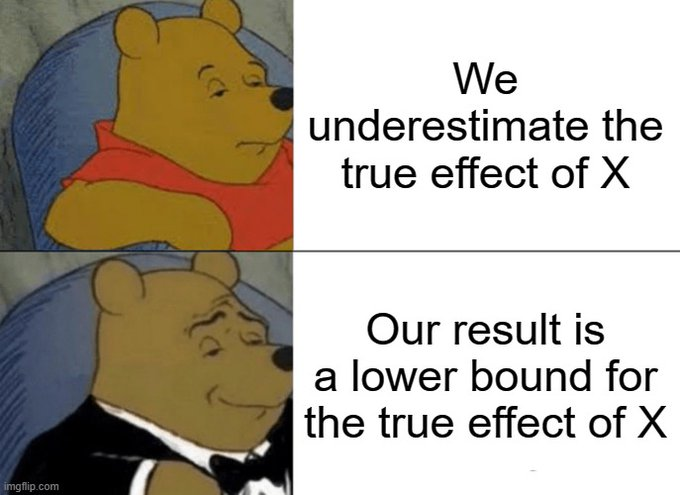 We
underestimate the
true effect of X
Our result is
a lower bound for
the true effect of X
imgflip.com